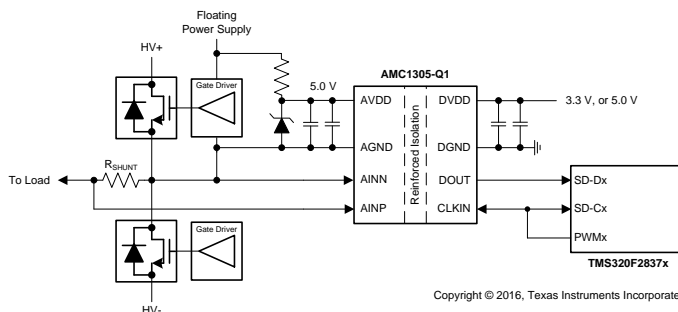 Floating
Power Supply
HV+
Gate Driver
5.0 V
AMC1305-Q1
AVDD
DVDD
3.3 V, or 5.0 V
AGND
DGND
Reinforced Isolation
RSHUNT
To Load
AINN
DOUT
SD-Dx
AINP
CLKIN
SD-Cx
Gate Driver
PWMx
TMS320F2837x
HV-
Copyright © 2016, Texas Instruments Incorporate